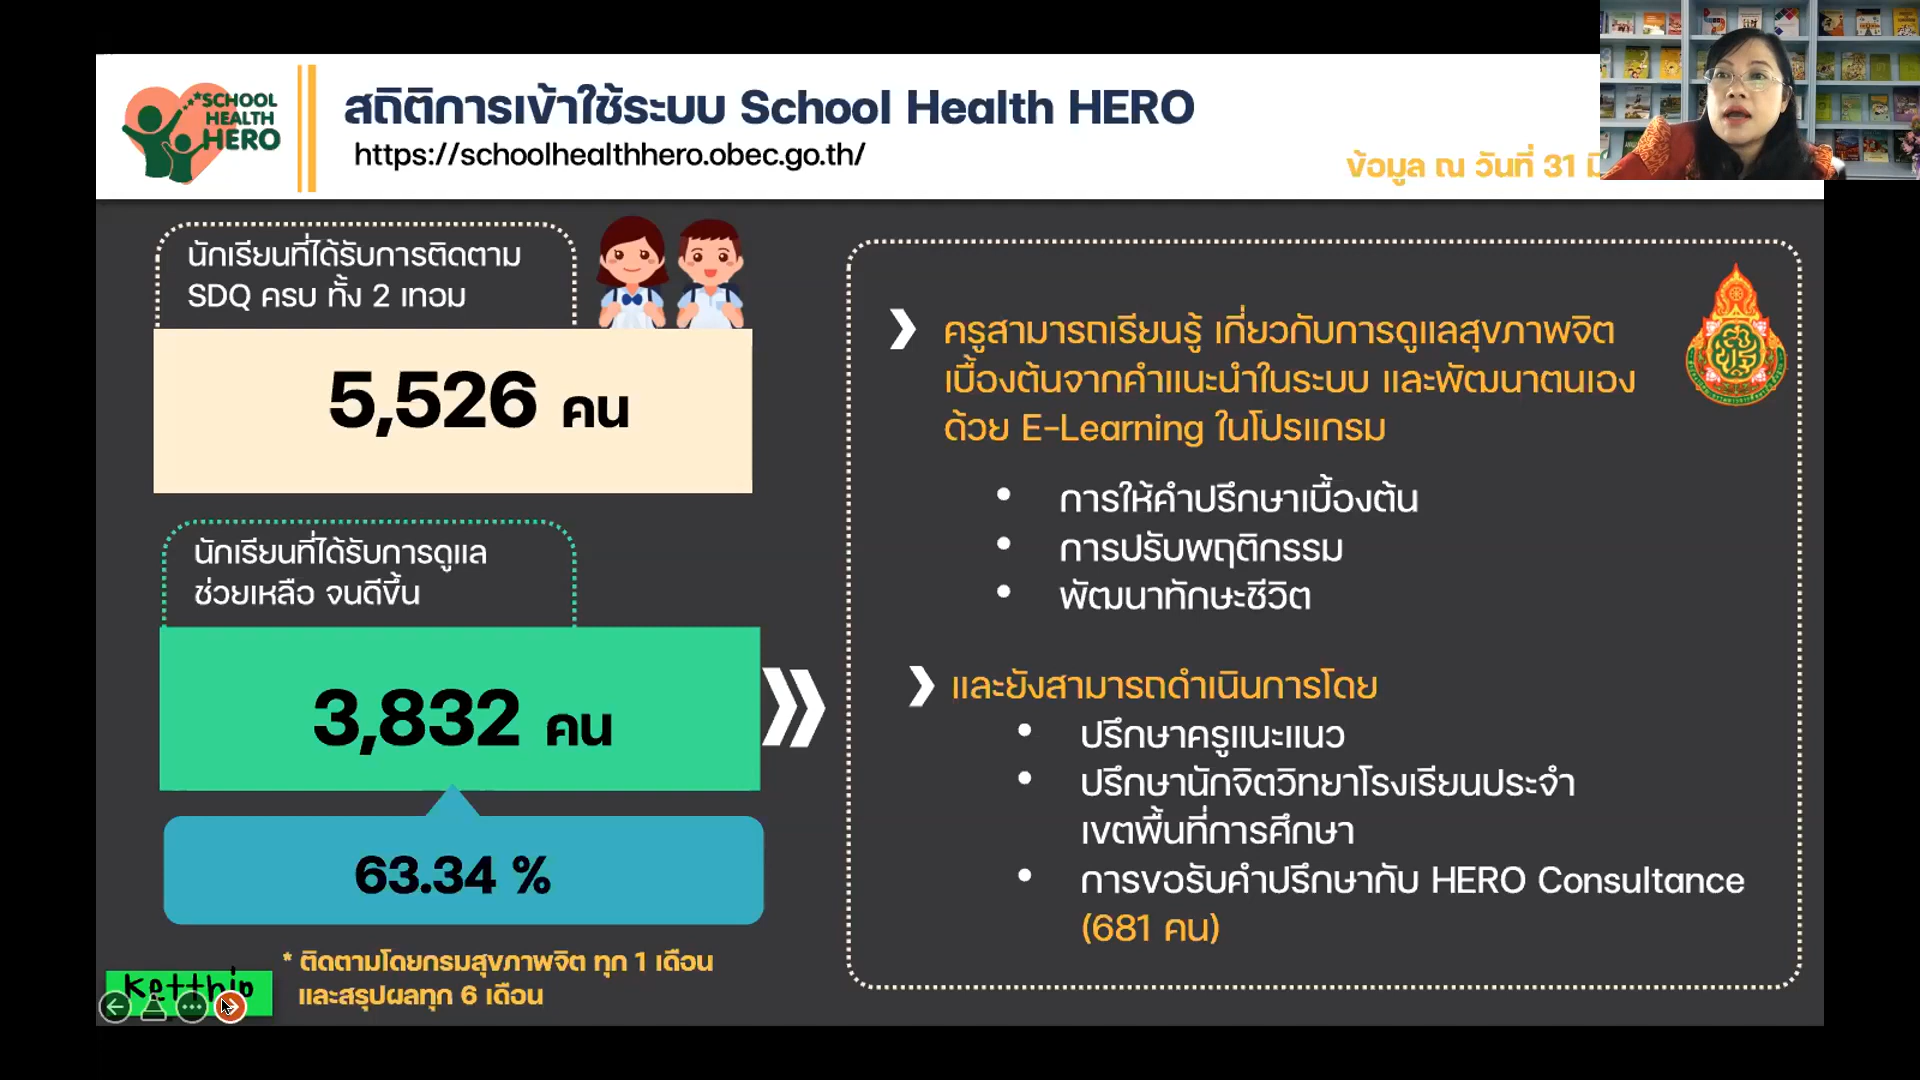 SCHOOL
HEALTH
HERO
สถิติการเข้าใช้ระบบ School Health HERO
https://schoolhealthhero.obec.go.th/
ข้อมูล ณ วันที่ 31
นักเรียนที่ได้รับการติดตาม
SDQ ครบ ทั้ง 2 เทอม
5,526 คน
นักเรียนที่ได้รับการดูแล
ช่วยเหลือ จนดีขึ้น
3,832 คน
63.34 %
* ติดตามโดยกรมสุขภาพจิต ทุก 1 เดือน
และสรุปผลทุก 6 เดือน
Ketthip
ครูสามารถเรียนรู้ เกี่ยวกับการดูแลสุขภาพจิต
เบื้องต้นจากคำแนะนำในระบบ และพัฒนาตนเอง
ด้วย E-Learning ในโปรแกรม
• การให้คำปรึกษาเบื้องต้น
• การปรับพฤติกรรม
• พัฒนาทักษะชีวิต
และยังสามารถดำเนินการโดย
• ปรึกษาครูแนะแนว
• ปรึกษานักจิตวิทยาโรงเรียนประจำ
เขตพื้นที่การศึกษา
• การขอรับคำปรึกษากับ HERO Consultance
(681 คน)